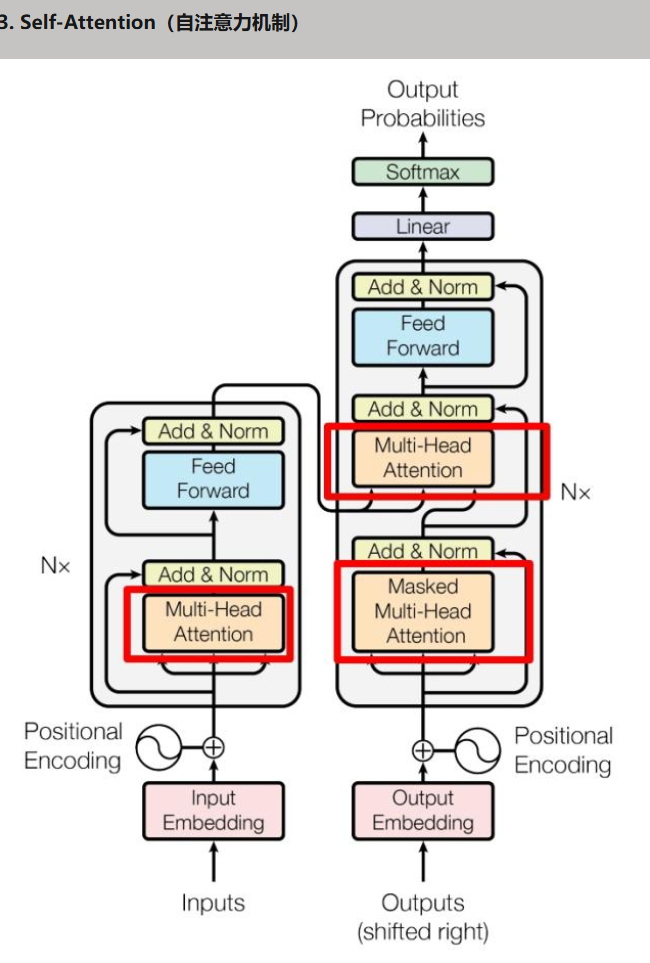 3. Self-Attention（自注意力机制）
Output
Probabilities
Softmax
Linear
Add & Norm
Feed
Forward
Add & Norm
Multi-Head
Attention
Nx
Add & Norm
Masked
Multi-Head
Attention
Add & Norm
Feed
Forward
Nx
Add & Norm
Multi-Head
Attention
Positional
Encoding
Positional
Encoding
Input
Embedding
Output
Embedding
Inputs
Outputs
(shifted right)